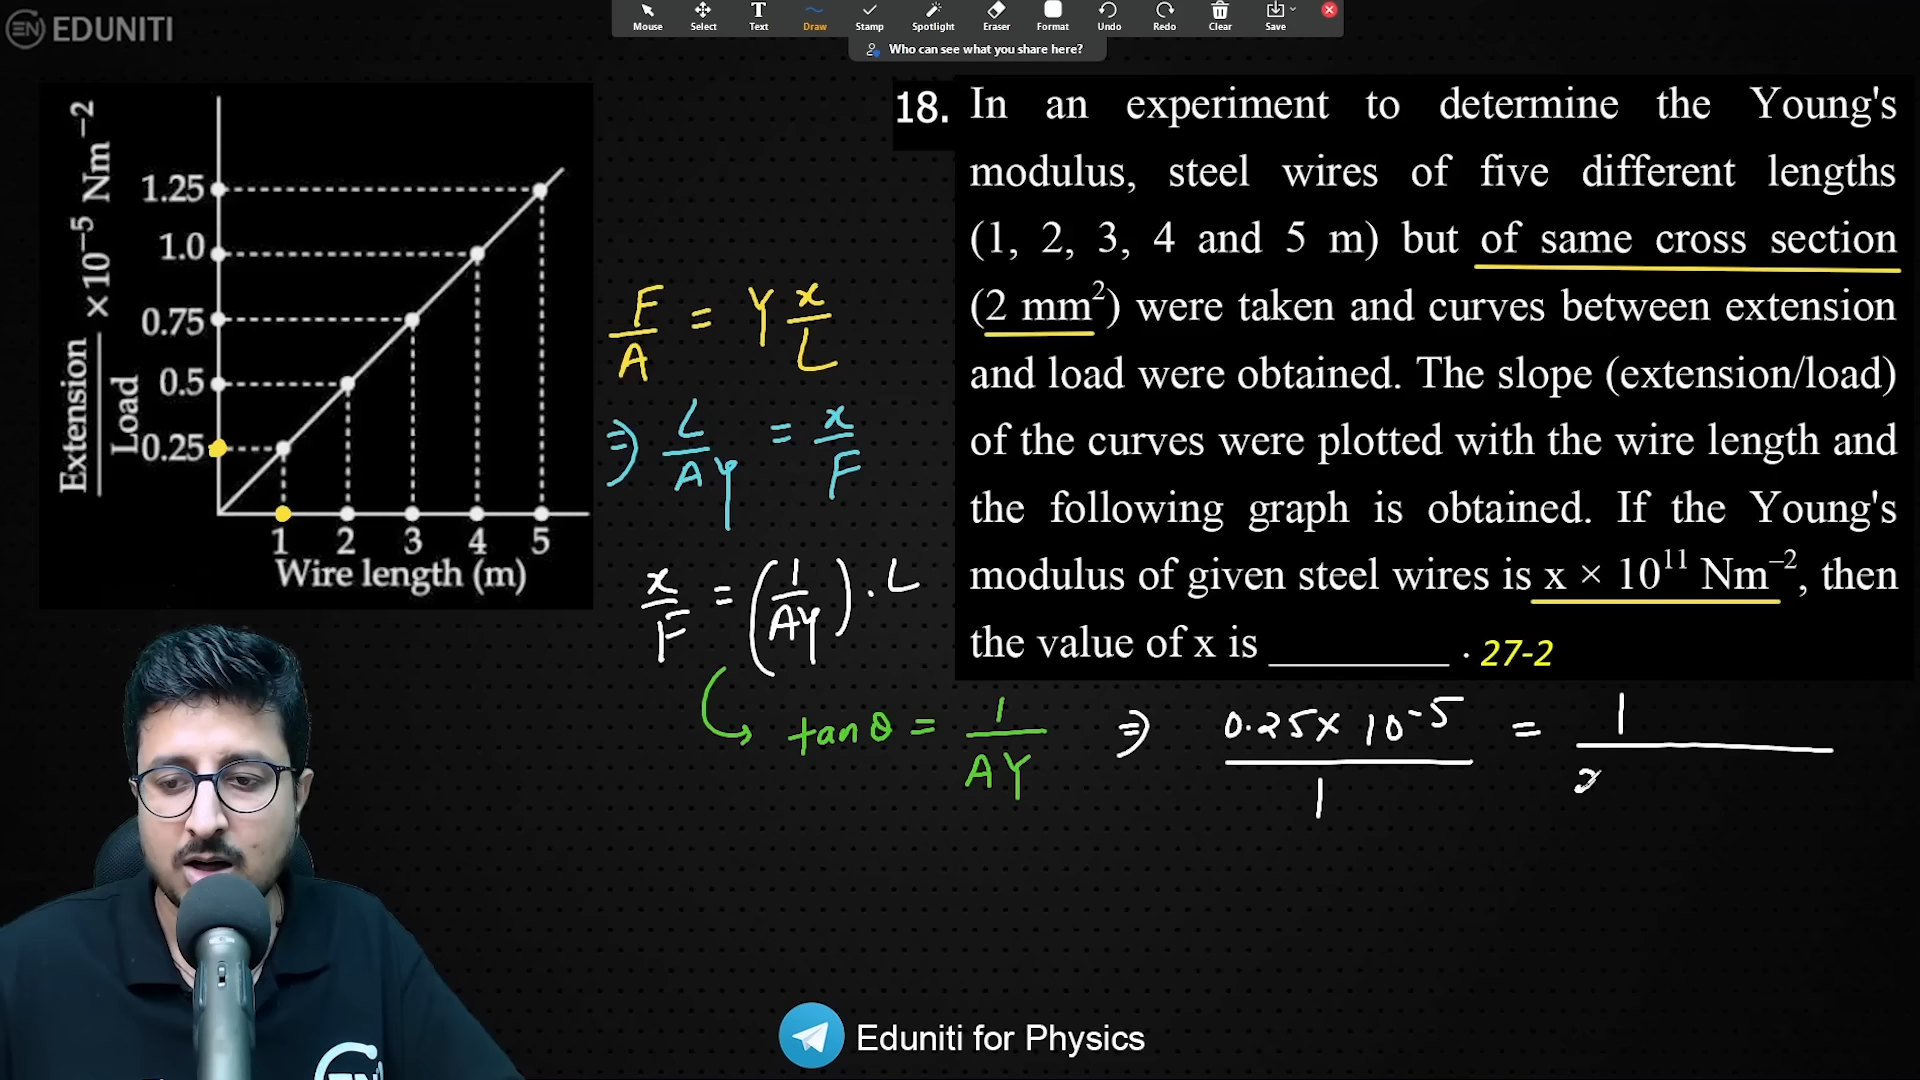 EDUNITI
Mouse Select Text Draw Stamp Spotlight Eraser Format Undo Redo Clear Save
Who can see what you share here?
Extension
Load
×10⁻⁵ Nm⁻²
1.25
1.0
0.75
0.5
0.25
1 2 3 4 5
Wire length (m)
F/A = Y x/L
⇒ L/AY = x/F
x/F = (1/AY) . L
18. In an experiment to determine the Young's
modulus, steel wires of five different lengths
(1, 2, 3, 4 and 5 m) but of same cross section
(2 mm²) were taken and curves between extension
and load were obtained. The slope (extension/load)
of the curves were plotted with the wire length and
the following graph is obtained. If the Young's
modulus of given steel wires is x × 10¹¹ Nm⁻², then
the value of x is ________ . 27-2
tanθ = 1/AY ⇒ 0.25 × 10⁻⁵ / 1 = 1/
EN
Eduniti for Physics